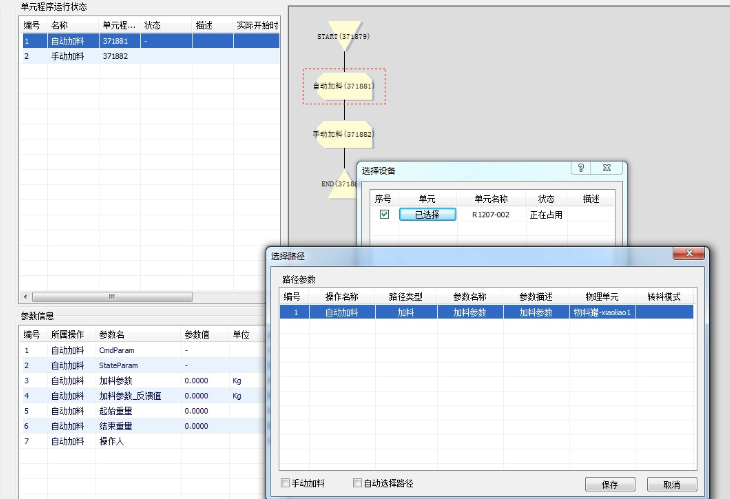 单元程序运行状态
编号 名称 单元程... 状态 描述 实际开始时
1 自动加料 371881 -
2 手动加料 371882
START(371879)
自动加料(371881)
手动加料(371882)
END(37188
选择设备
序号 单元 单元名称 状态 描述
已选择 R1207-002 正在占用
选择路径
路径参数
编号 操作名称 路径类型 参数名称 参数描述 物理单元 转料模式
1 自动加料 加料 加料参数 加料参数 物料罐-xiaoliao1
手动加料 自动选择路径 保存 取消
参数信息
编号 所属操作 参数名 参数值 单位
1 自动加料 CmdParam -
2 自动加料 StateParam -
3 自动加料 加料参数 0.0000 Kg
4 自动加料 加料参数_反馈值 0.0000 Kg
5 自动加料 起始重量 0.0000
6 自动加料 结束重量 0.0000
7 自动加料 操作人